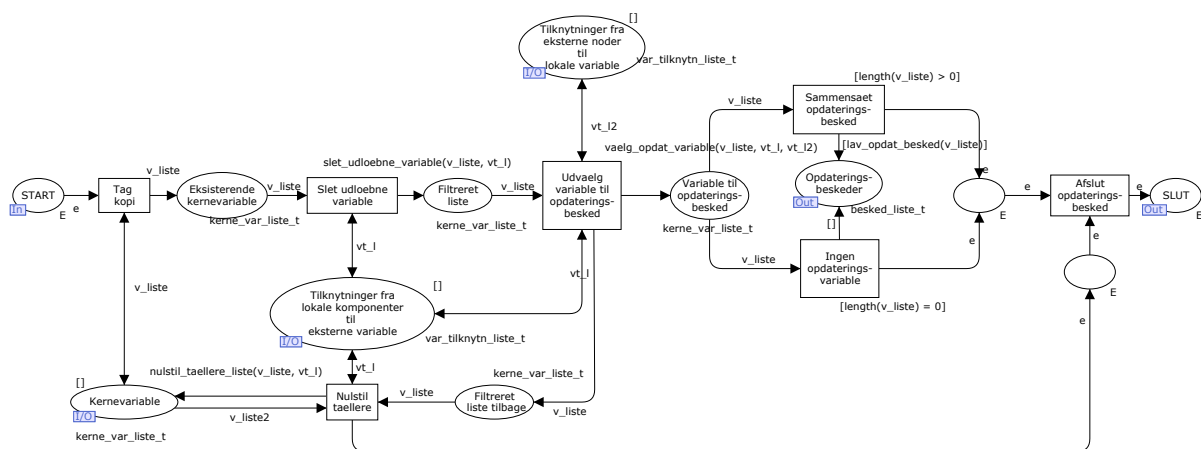 []
Tilknytninger fra
eksterne noder
til
lokale variable
I/O
var_tilknytn_liste_t
[length(v_liste) > 0]
v_liste
Sammensaet
opdaterings-
besked
vt_l2
vaelg_opdat_variable(v_liste, vt_l, vt_l2)
[lav_opdat_besked(v_liste)]
slet_udloebne_variable(v_liste, vt_l)
START
In
E
e
v_liste
Tag
kopi
v_liste
Eksisterende
kernevariable
kerne_var_liste_t
v_liste
Slet udloebne
variable
Filtreret
liste
kerne_var_liste_t
v_liste
Udvaelg
variable til
opdaterings-
besked
Variable til
opdaterings-
besked
kerne_var_liste_t
Opdaterings-
beskeder
Out
besked_liste_t
[]
e
E
e
Afslut
opdaterings-
besked
e
SLUT
Out
E
v_liste
Ingen
opdaterings-
variable
[length(v_liste) = 0]
e
e
E
e
vt_l
vt_l
v_liste
[]
Tilknytninger fra
lokale komponenter
til
eksterne variable
I/O
var_tilknytn_liste_t
vt_l
kerne_var_liste_t
nulstil_taellere_liste(v_liste, vt_l)
[]
Kernevariable
I/O
kerne_var_liste_t
v_liste2
Nulstil
taellere
v_liste
Filtreret
liste tilbage
v_liste